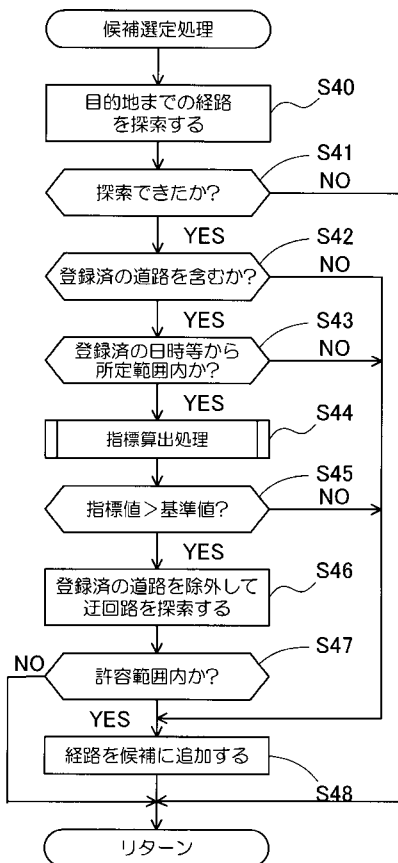 候補選定処理
目的地までの経路
を探索する
S40
探索できたか?
S41
NO
YES
登録済の道路を含むか?
S42
NO
YES
登録済の日時等から
所定範囲内か?
S43
NO
YES
指標算出処理
S44
指標値>基準値?
S45
NO
YES
登録済の道路を除外して
迂回路を探索する
S46
許容範囲内か?
S47
NO
YES
経路を候補に追加する
S48
リターン